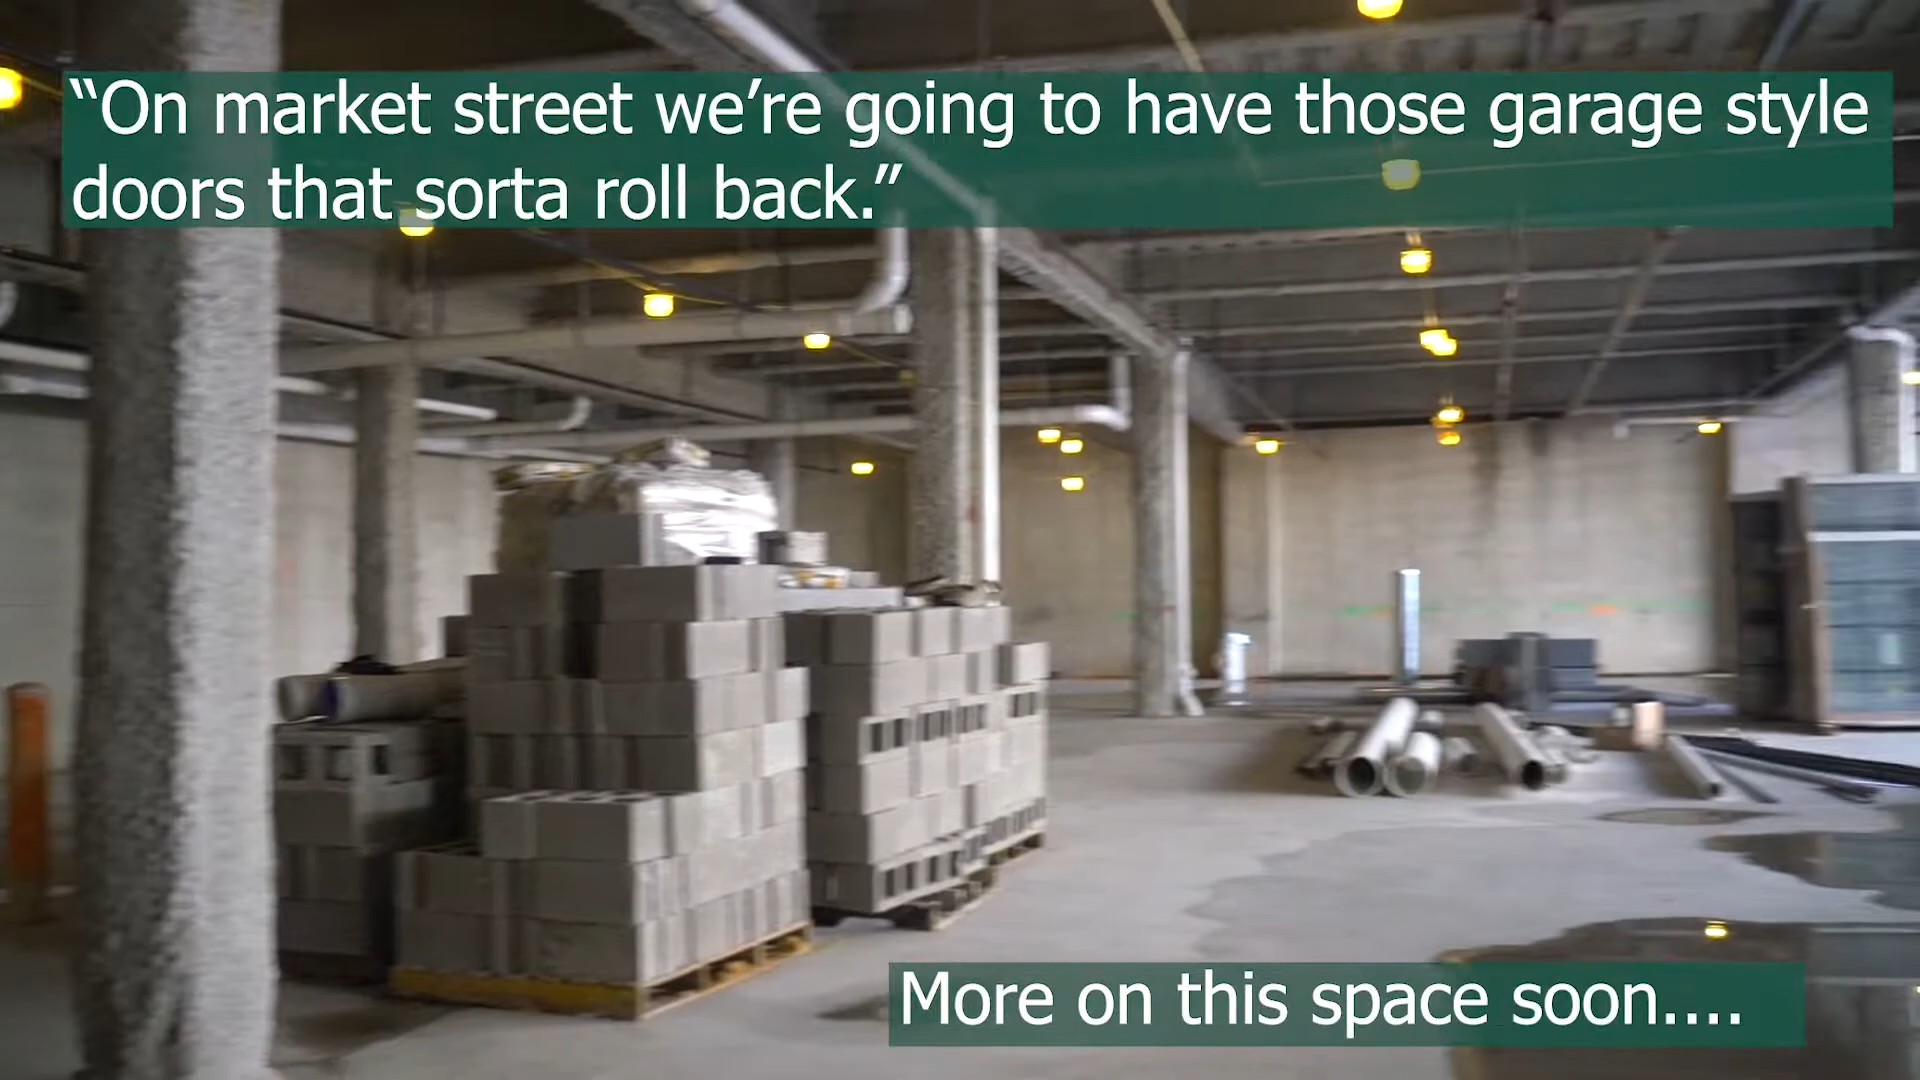 “On market street we’re going to have those garage style
doors that sorta roll back.”
More on this space soon....